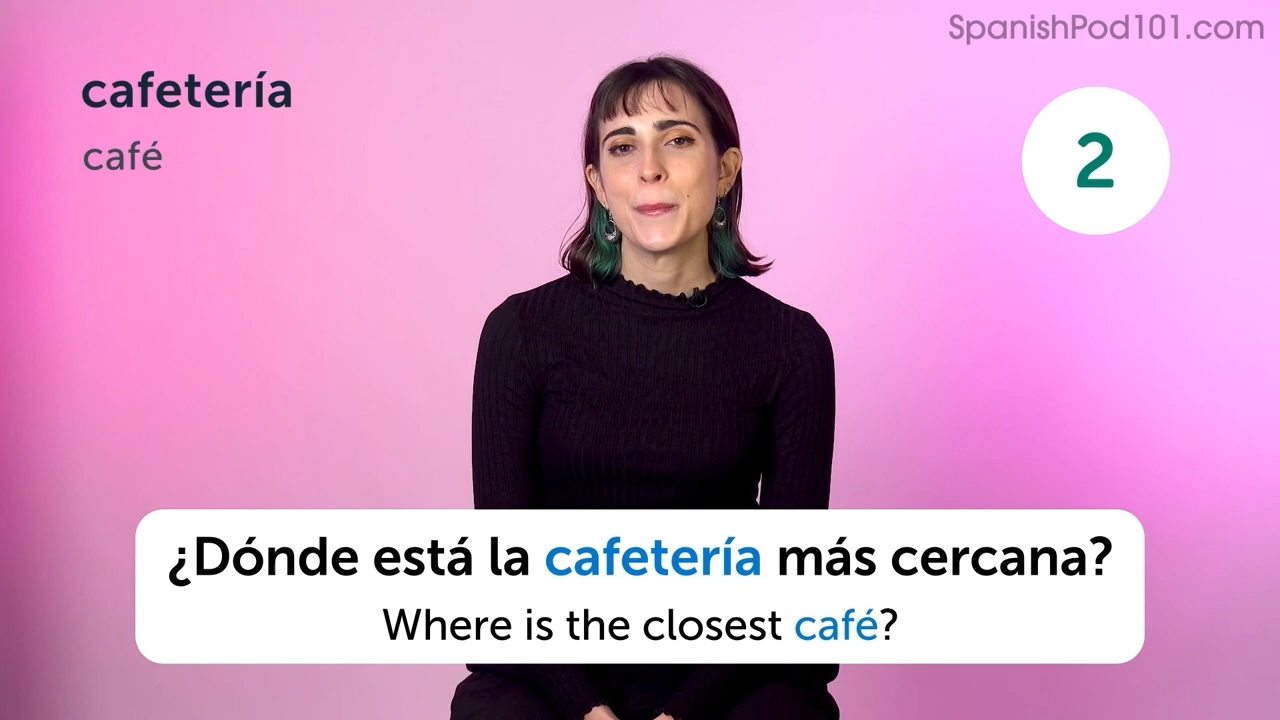 SpanishPod101.com
cafetería
café
2
¿Dónde está la cafetería más cercana?
Where is the closest café?